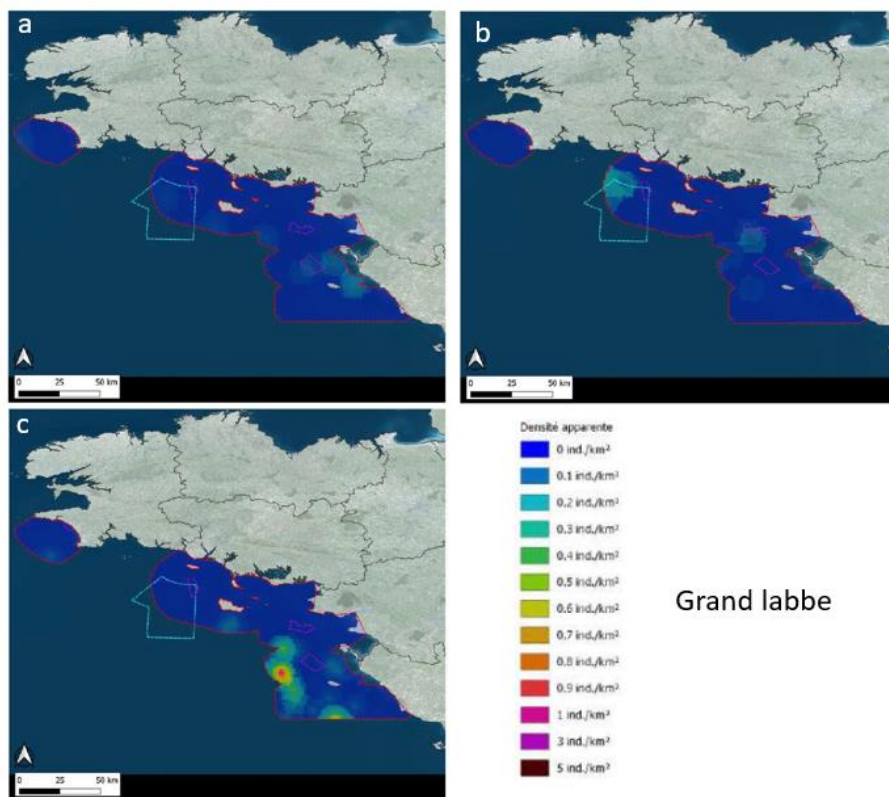 a
0 25 50 km
b
0 25 50 km
c
0 25 50 km
Densité apparente
0 ind./km²
0.1 ind./km²
0.2 ind./km²
0.3 ind./km²
0.4 ind./km²
0.5 ind./km²
0.6 ind./km²
0.7 ind./km²
0.8 ind./km²
0.9 ind./km²
1 ind./km²
3 ind./km²
5 ind./km²
Grand labbe